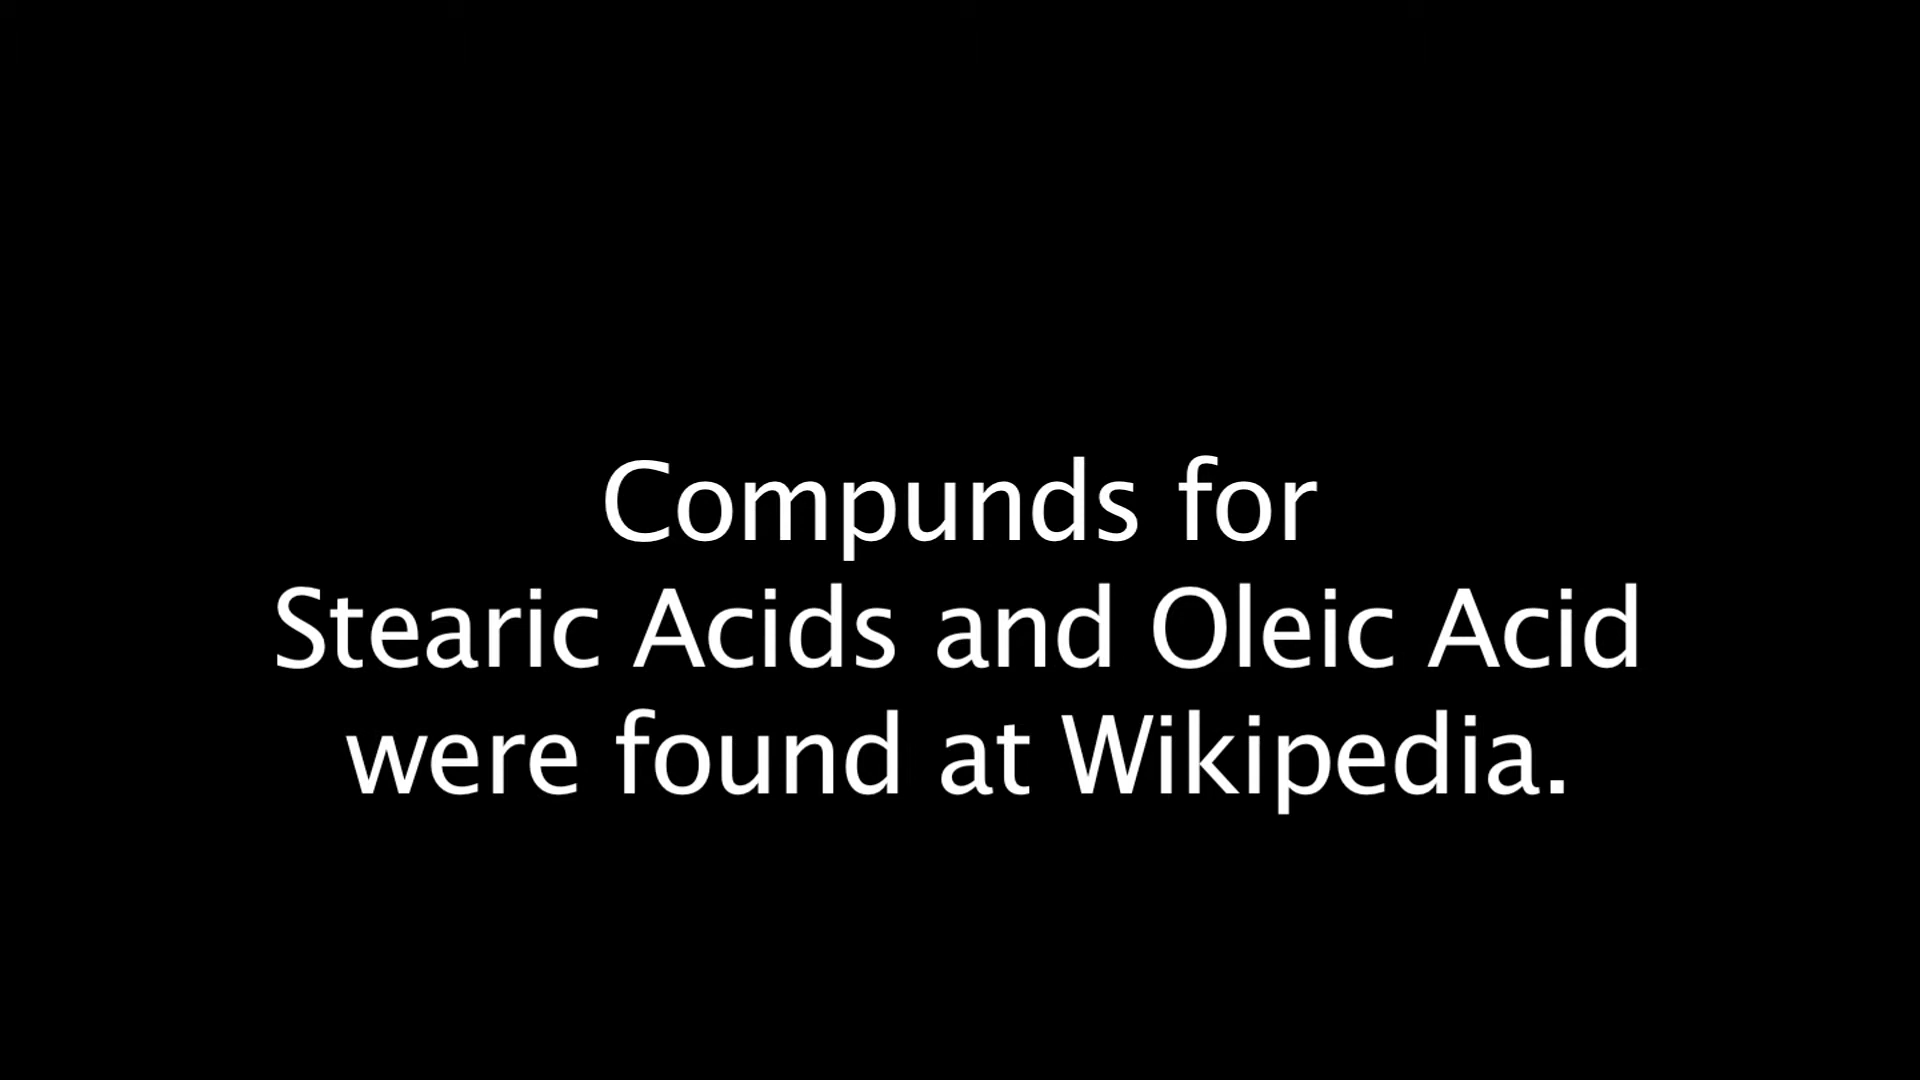 Compunds for
Stearic Acids and Oleic Acid
were found at Wikipedia.